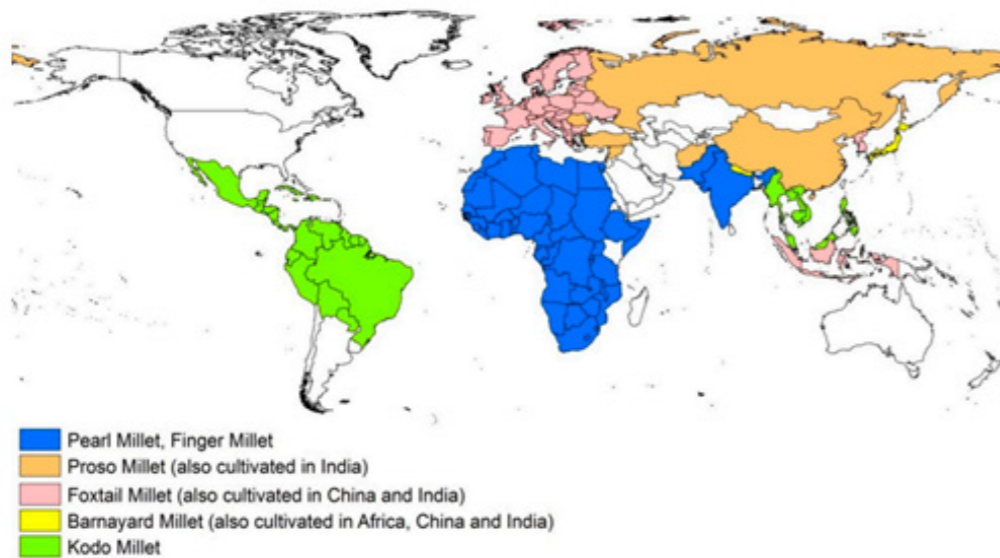 Pearl Millet, Finger Millet
Proso Millet (also cultivated in India)
Foxtail Millet (also cultivated in China and India)
Barnayard Millet (also cultivated in Africa, China and India)
Kodo Millet